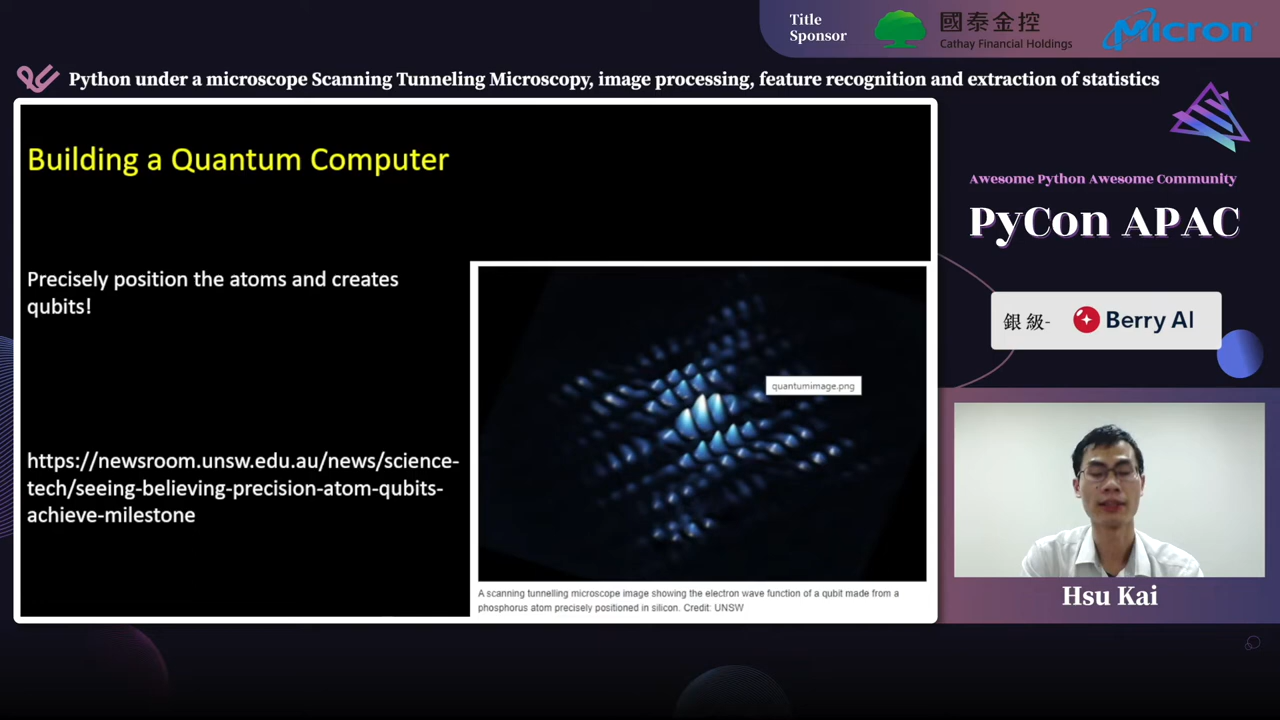 Title
Sponsor
國泰金控
Cathay Financial Holdings
Micron
Python under a microscope Scanning Tunneling Microscopy, image processing, feature recognition and extraction of statistics
Building a Quantum Computer
Precisely position the atoms and creates
qubits!
https://newsroom.unsw.edu.au/news/science-
tech/seeing-believing-precision-atom-qubits-
achieve-milestone
quantumimage.png
A scanning tunnelling microscope image showing the electron wave function of a qubit made from a
phosphorus atom precisely positioned in silicon. Credit: UNSW
Awesome Python Awesome Community
PyCon APAC
銀級- Berry AI
Hsu Kai